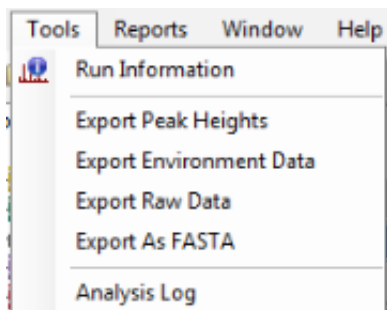 Tools Reports Window Help
Run Information
Export Peak Heights
Export Environment Data
Export Raw Data
Export As FASTA
Analysis Log